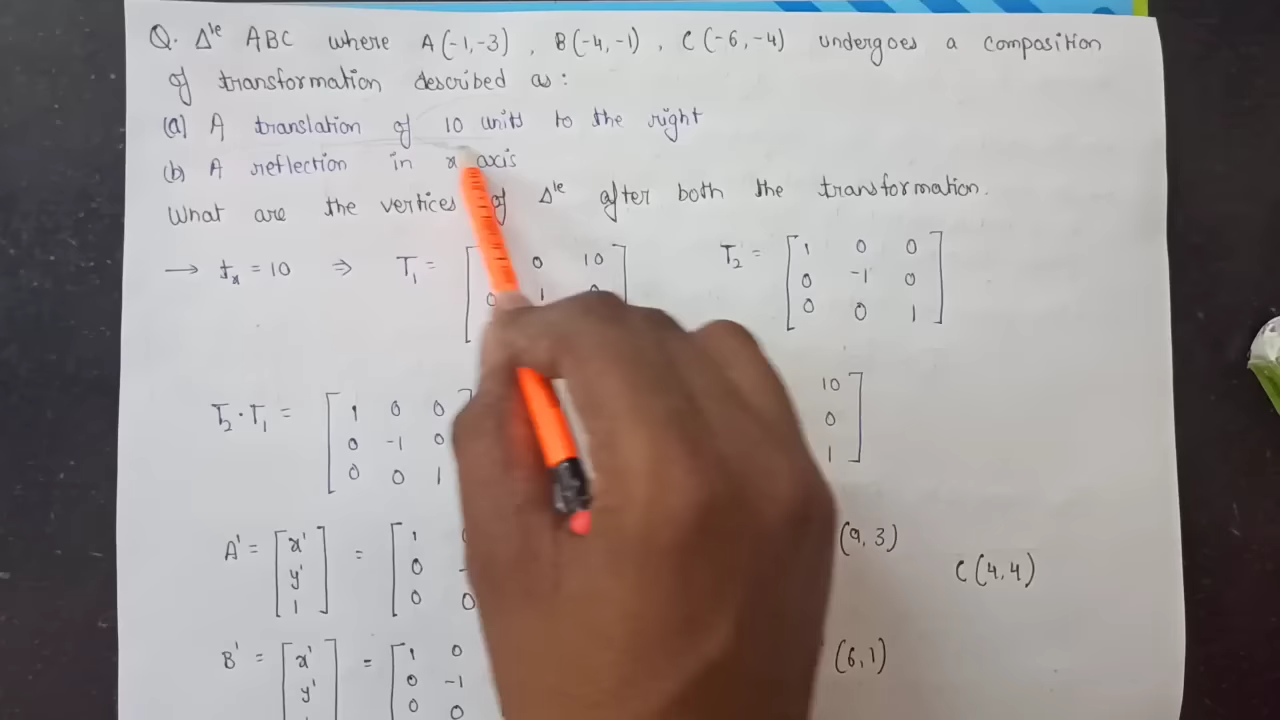 Q. Δle ABC where A(-1,-3), B(-4,-1), C(-6,-4) undergoes a composition
of transformation described as:
(a) A translation of 10 units to the right
(b) A reflection in x axis
What are the vertices of Δle after both the transformation.
→ tx = 10 ⇒ T1 = [ 0 10 T2 = [ 1 0 0
0 1 0 0 -1 0
0 0 1 ]
T2·T1 = [ 1 0 0 10
0 -1 0 0
0 0 1 1 ]
A' = [ x' = [ 1 (9,3)
y' 0 C(4,4)
1 ] 0 0
B' = [ x' = [ 1 0 (6,1)
y' 0 -1
0 0